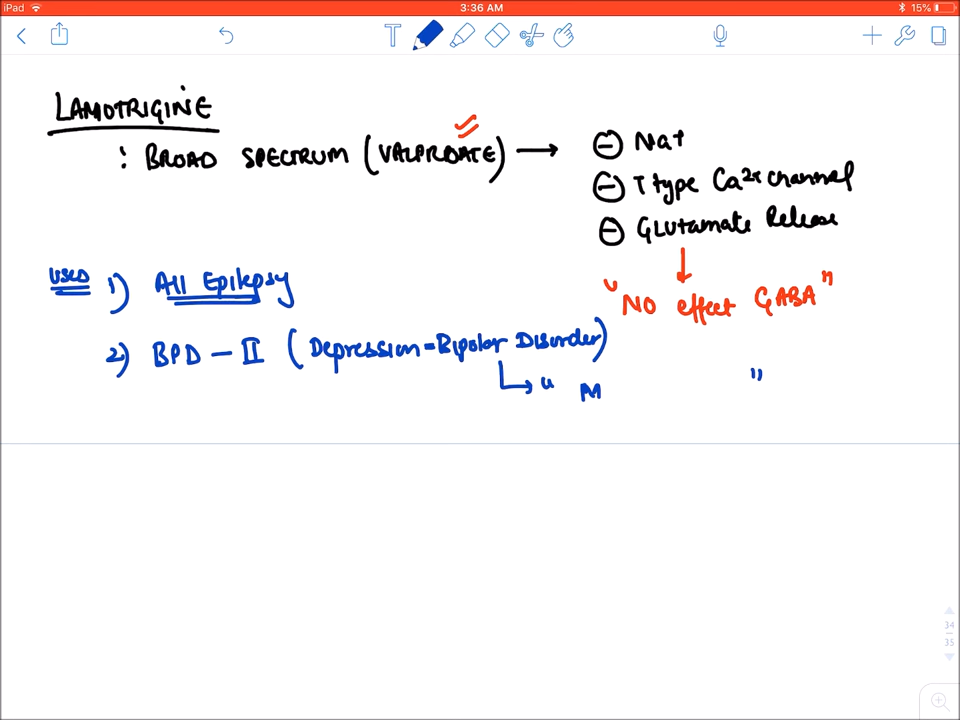 iPad 3:36 AM 15%
T
LAMOTRIGINE
: BROAD SPECTRUM (VALPROATE) → ⊖ Na+
⊖ T type Ca2+ channel
⊖ Glutamate Release
"NO effect GABA"
USED 1) All Epilepsy
2) BPD - II (Depression = Bipolar Disorder)
" M "
34
35